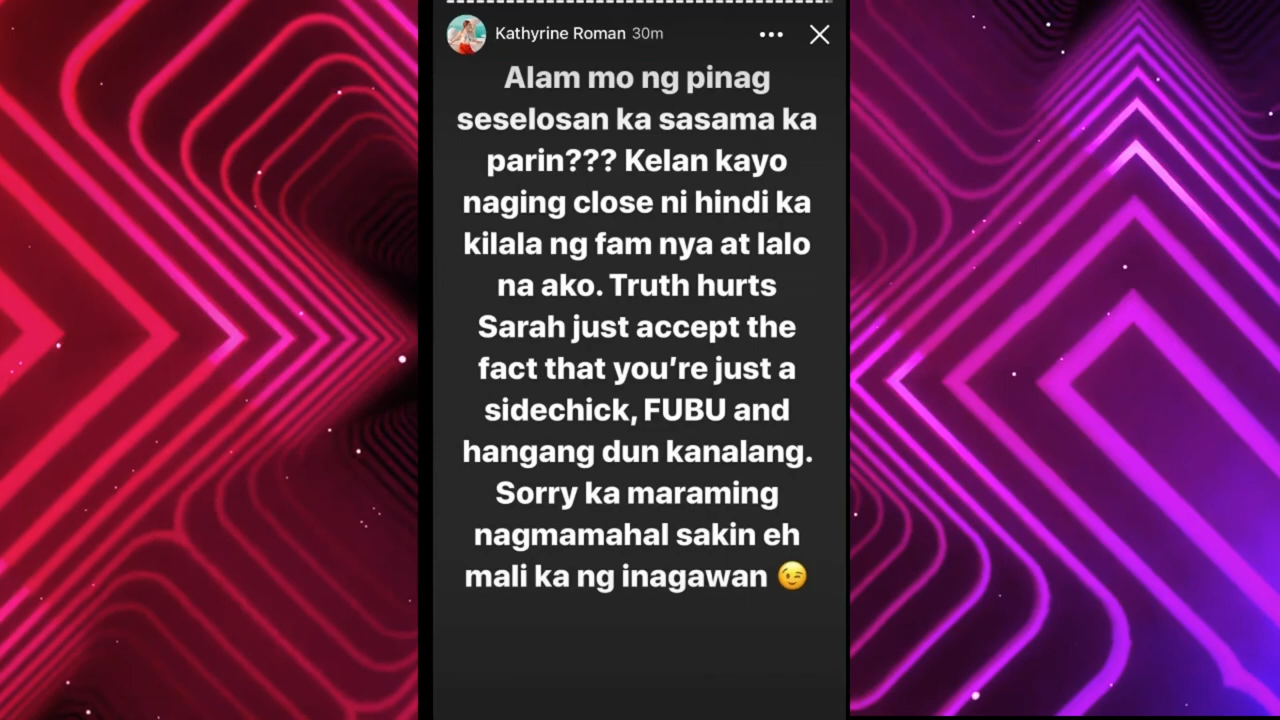 Kathyrine Roman 30m
Alam mo ng pinag
seselosan ka sasama ka
parin??? Kelan kayo
naging close ni hindi ka
kilala ng fam nya at lalo
na ako. Truth hurts
Sarah just accept the
fact that you’re just a
sidechick, FUBU and
hangang dun kanalang.
Sorry ka maraming
nagmamahal sakin eh
mali ka ng inagawan 😉